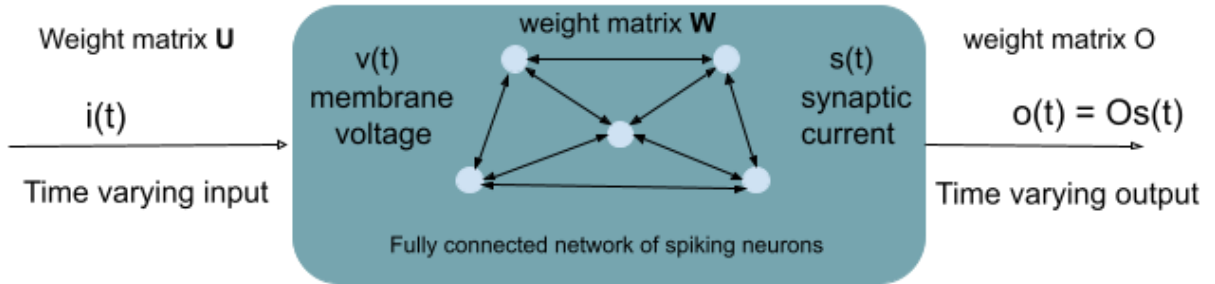 Weight matrix U
i(t)
Time varying input
weight matrix W
v(t)
membrane
voltage
s(t)
synaptic
current
Fully connected network of spiking neurons
weight matrix O
o(t) = Os(t)
Time varying output